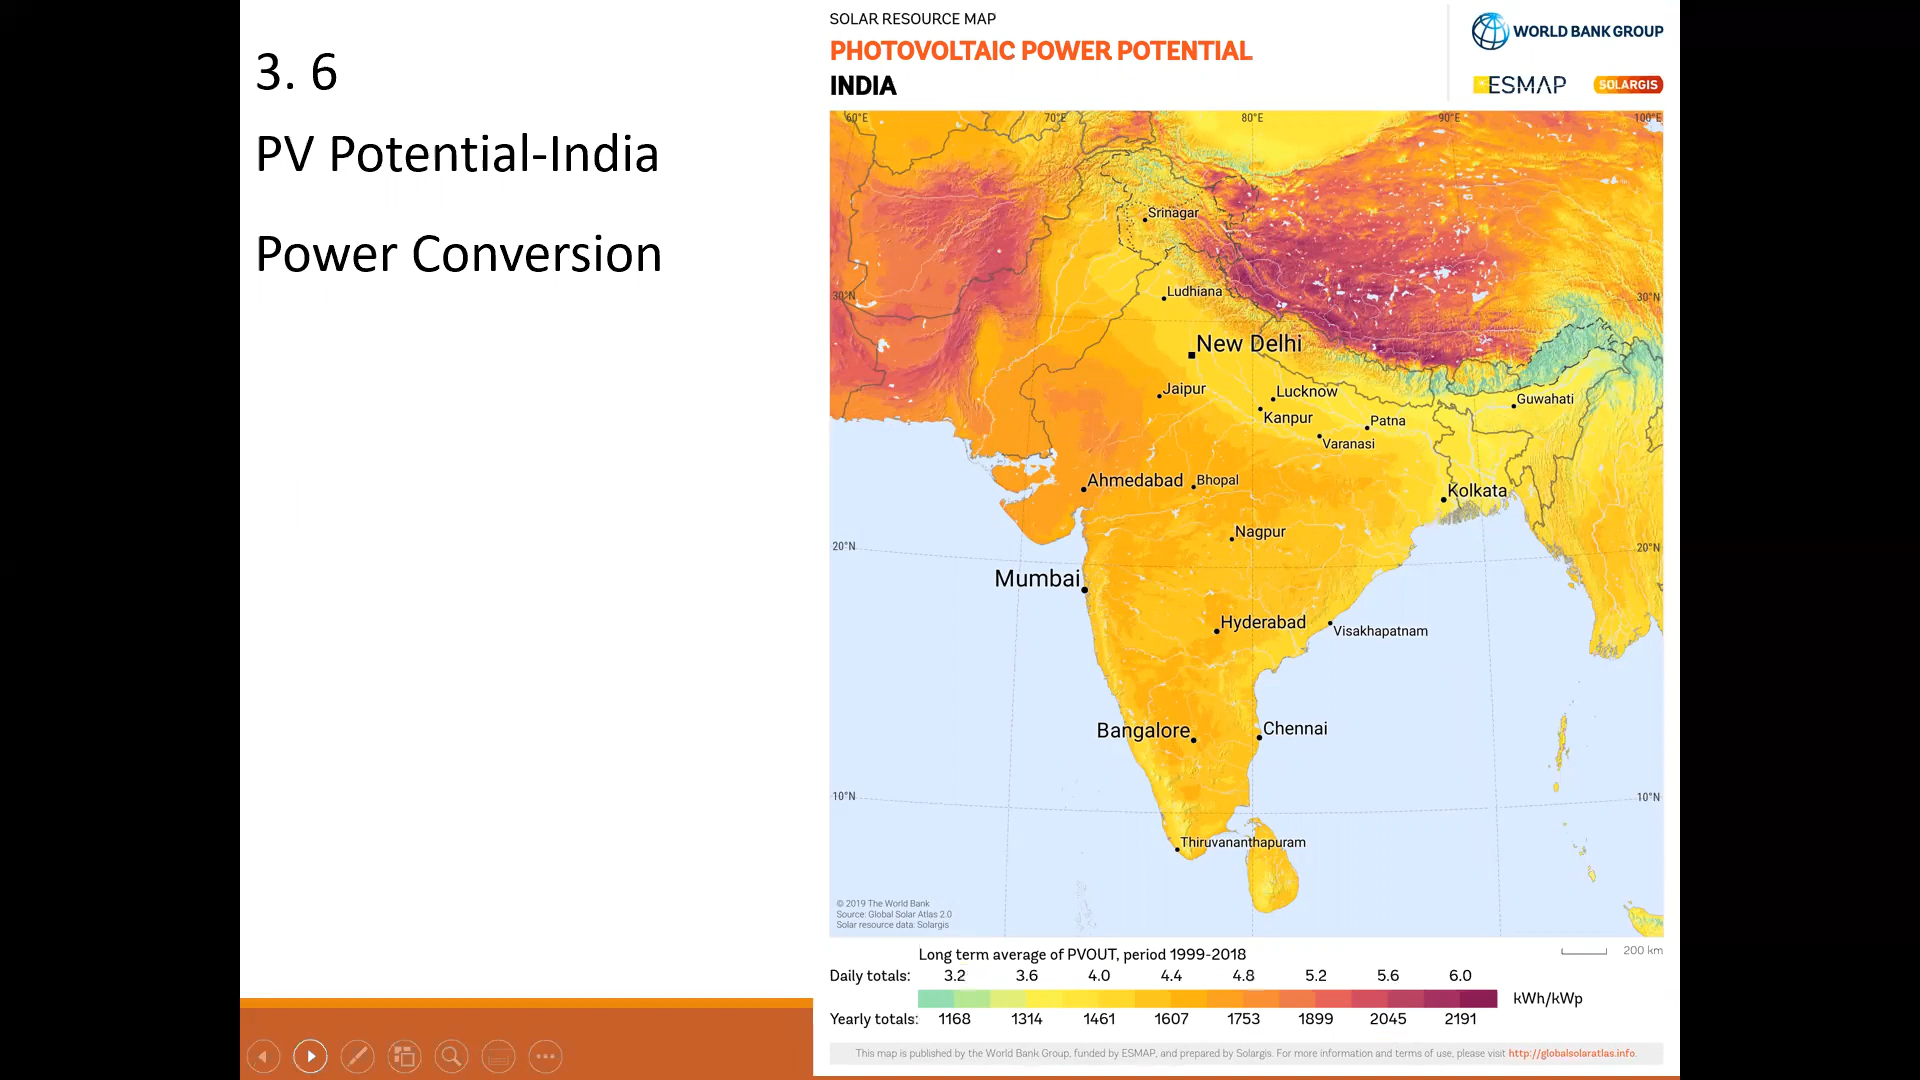 3. 6
PV Potential-India
Power Conversion
SOLAR RESOURCE MAP
PHOTOVOLTAIC POWER POTENTIAL
INDIA
WORLD BANK GROUP
ESMAP
SOLARGIS
60°E 70°E 80°E 90°E 100°E
Srinagar
Ludhiana
30°N 30°N
New Delhi
Jaipur
Lucknow
Guwahati
Kanpur
Patna
Varanasi
Ahmedabad
Bhopal
Kolkata
Nagpur
20°N 20°N
Mumbai
Hyderabad
Visakhapatnam
Bangalore
Chennai
10°N 10°N
Thiruvananthapuram
© 2019 The World Bank
Source: Global Solar Atlas 2.0
Solar resource data: Solargis
Long term average of PVOUT, period 1999-2018
200 km
Daily totals: 3.2 3.6 4.0 4.4 4.8 5.2 5.6 6.0
kWh/kWp
Yearly totals: 1168 1314 1461 1607 1753 1899 2045 2191
This map is published by the World Bank Group, funded by ESMAP, and prepared by Solargis. For more information and terms of use, please visit http://globalsolaratlas.info.